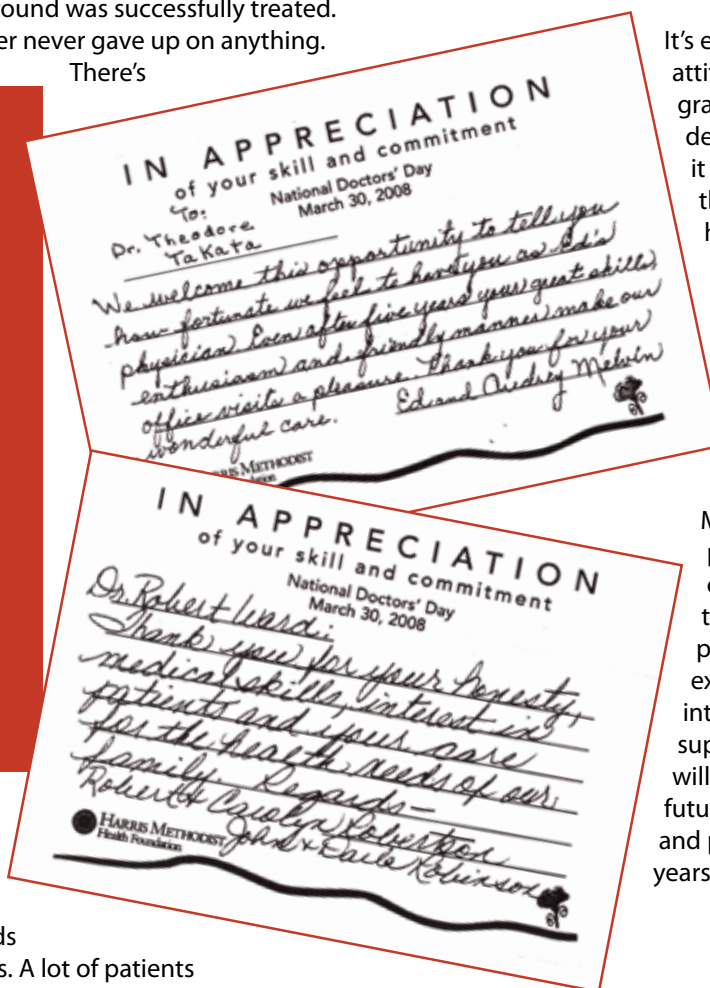 ound was successfully treated.
er never gave up on anything.
There's
IN APPRECIATION
of your skill and commitment
National Doctors' Day
March 30, 2008
To:
Dr. Theodore
Takata
We welcome this opportunity to tell you
how fortunate we feel to have you as Ed's
physician Even after five years your great skills,
enthusiasm and friendly manner make our
office visits a pleasure. Thank you for your
wonderful care.
Ed and Audrey Melvin
RRIS METHODIST
IN APPRECIATION
of your skill and commitment
National Doctors' Day
March 30, 2008
Dr. Robert Ward:
Thank you for your honesty,
medical skills, interest in
patients and your care
for the health needs of our
family. Regards—
Robert & Carolyn Robertson
John & Robinson
HARRIS METHODIST
Health Foundation
It's e
atti
gra
de
it
th
h
M
t
p
ex
int
sup
will
futu
and p
years
ds
s. A lot of patients